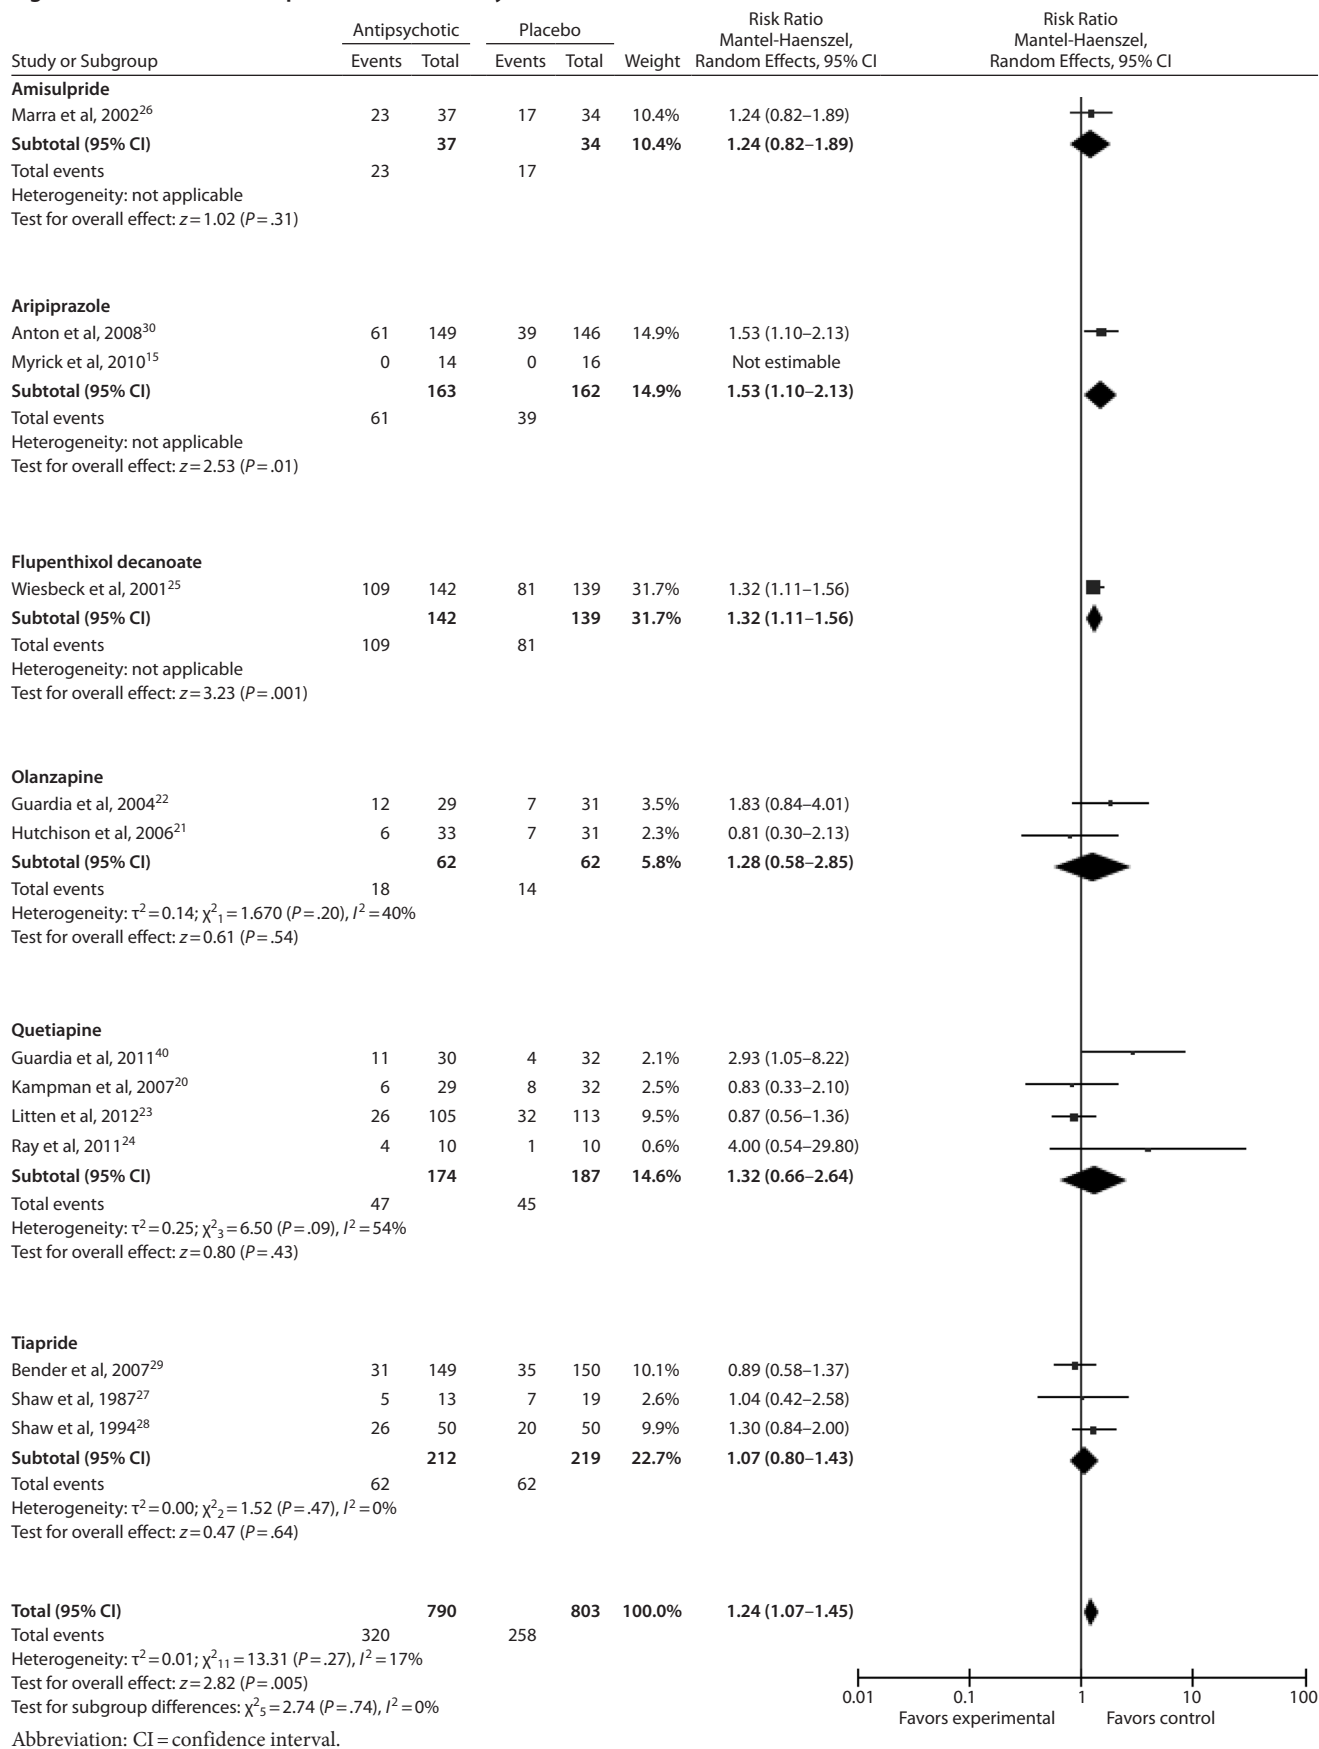 Antipsychotic Placebo Risk Ratio Mantel-Haenszel, Random Effects, 95% CI Risk Ratio Mantel-Haenszel, Random Effects, 95% CI
Study or Subgroup Events Total Events Total Weight
Amisulpride
Marra et al, 2002²⁶ 23 37 17 34 10.4% 1.24 (0.82–1.89)
Subtotal (95% CI) 37 34 10.4% 1.24 (0.82–1.89)
Total events 23 17
Heterogeneity: not applicable
Test for overall effect: z = 1.02 (P = .31)
Aripiprazole
Anton et al, 2008³⁰ 61 149 39 146 14.9% 1.53 (1.10–2.13)
Myrick et al, 2010¹⁵ 0 14 0 16 Not estimable
Subtotal (95% CI) 163 162 14.9% 1.53 (1.10–2.13)
Total events 61 39
Heterogeneity: not applicable
Test for overall effect: z = 2.53 (P = .01)
Flupenthixol decanoate
Wiesbeck et al, 2001²⁵ 109 142 81 139 31.7% 1.32 (1.11–1.56)
Subtotal (95% CI) 142 139 31.7% 1.32 (1.11–1.56)
Total events 109 81
Heterogeneity: not applicable
Test for overall effect: z = 3.23 (P = .001)
Olanzapine
Guardia et al, 2004²² 12 29 7 31 3.5% 1.83 (0.84–4.01)
Hutchison et al, 2006²¹ 6 33 7 31 2.3% 0.81 (0.30–2.13)
Subtotal (95% CI) 62 62 5.8% 1.28 (0.58–2.85)
Total events 18 14
Heterogeneity: τ² = 0.14; χ²₁ = 1.670 (P = .20), I² = 40%
Test for overall effect: z = 0.61 (P = .54)
Quetiapine
Guardia et al, 2011⁴⁰ 11 30 4 32 2.1% 2.93 (1.05–8.22)
Kampman et al, 2007²⁰ 6 29 8 32 2.5% 0.83 (0.33–2.10)
Litten et al, 2012²³ 26 105 32 113 9.5% 0.87 (0.56–1.36)
Ray et al, 2011²⁴ 4 10 1 10 0.6% 4.00 (0.54–29.80)
Subtotal (95% CI) 174 187 14.6% 1.32 (0.66–2.64)
Total events 47 45
Heterogeneity: τ² = 0.25; χ²₃ = 6.50 (P = .09), I² = 54%
Test for overall effect: z = 0.80 (P = .43)
Tiapride
Bender et al, 2007²⁹ 31 149 35 150 10.1% 0.89 (0.58–1.37)
Shaw et al, 1987²⁷ 5 13 7 19 2.6% 1.04 (0.42–2.58)
Shaw et al, 1994²⁸ 26 50 20 50 9.9% 1.30 (0.84–2.00)
Subtotal (95% CI) 212 219 22.7% 1.07 (0.80–1.43)
Total events 62 62
Heterogeneity: τ² = 0.00; χ²₂ = 1.52 (P = .47), I² = 0%
Test for overall effect: z = 0.47 (P = .64)
Total (95% CI) 790 803 100.0% 1.24 (1.07–1.45)
Total events 320 258
Heterogeneity: τ² = 0.01; χ²₁₁ = 13.31 (P = .27), I² = 17%
Test for overall effect: z = 2.82 (P = .005)
Test for subgroup differences: χ²₅ = 2.74 (P = .74), I² = 0%
0.01 0.1 1 10 100
Favors experimental Favors control
Abbreviation: CI = confidence interval.